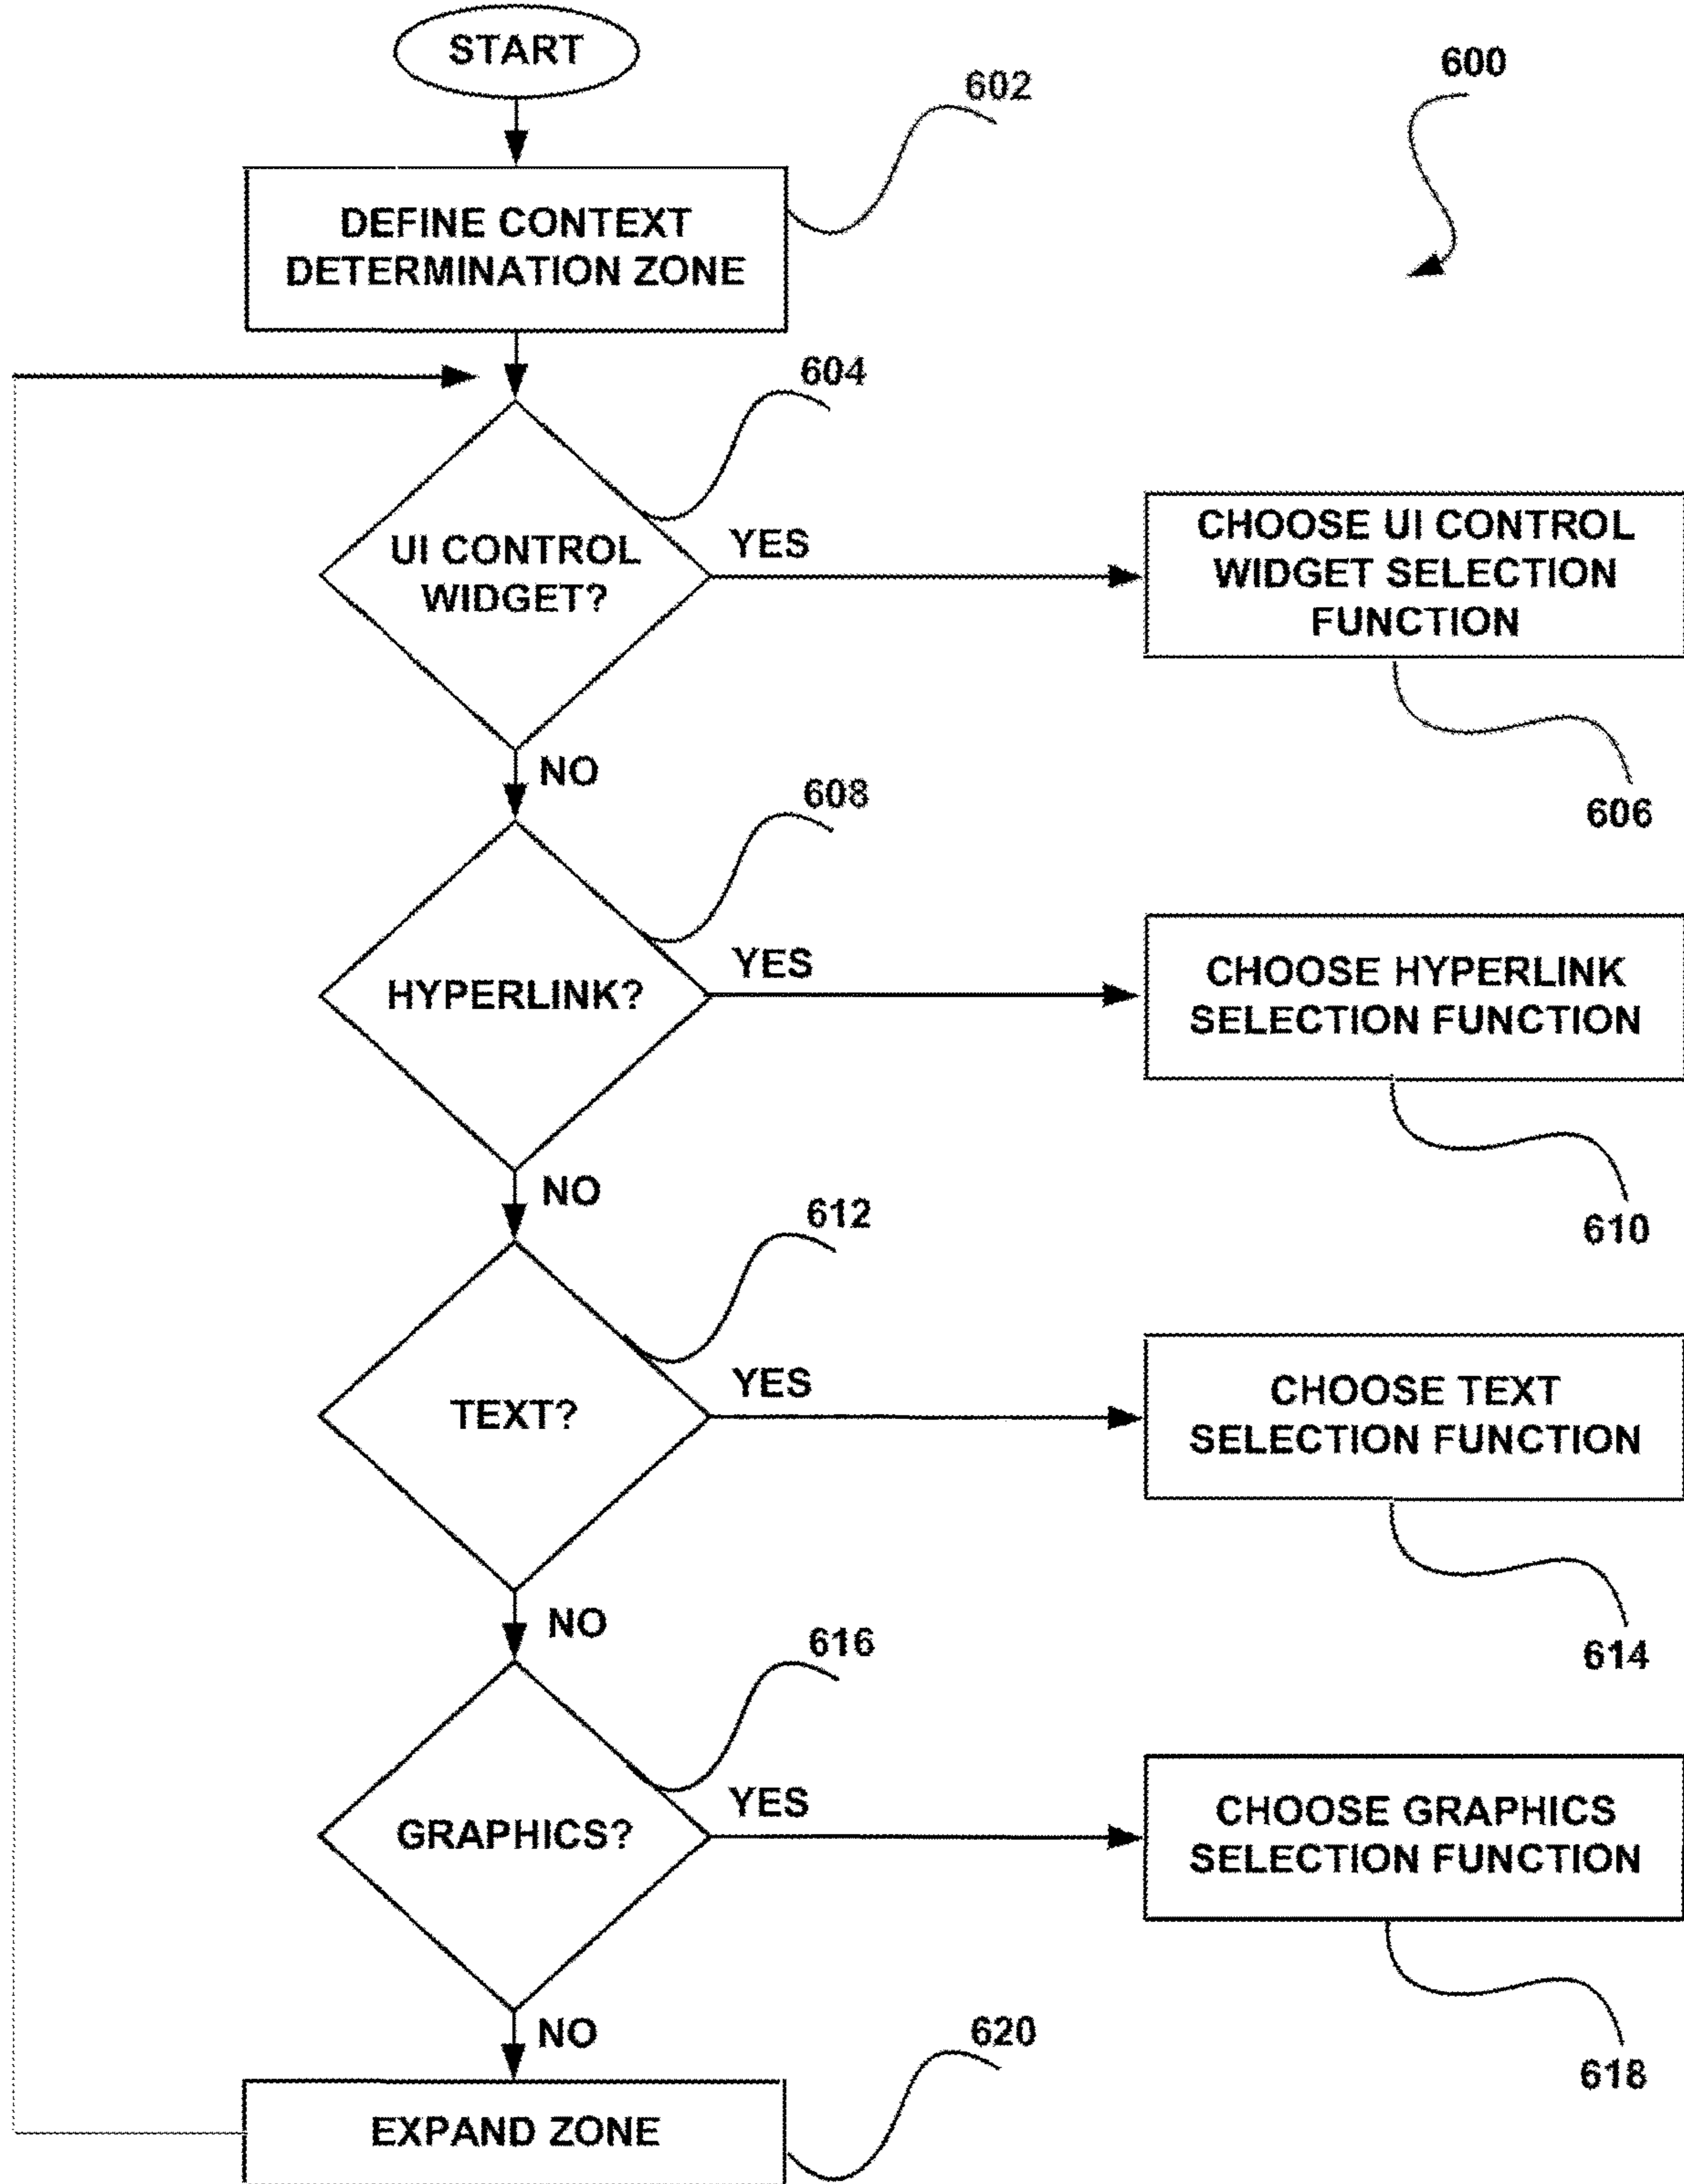 START
600
602
DEFINE CONTEXT
DETERMINATION ZONE
604
UI CONTROL
WIDGET?
YES
CHOOSE UI CONTROL
WIDGET SELECTION
FUNCTION
606
NO
608
HYPERLINK?
YES
CHOOSE HYPERLINK
SELECTION FUNCTION
610
NO
612
TEXT?
YES
CHOOSE TEXT
SELECTION FUNCTION
614
NO
616
GRAPHICS?
YES
CHOOSE GRAPHICS
SELECTION FUNCTION
618
NO
620
EXPAND ZONE